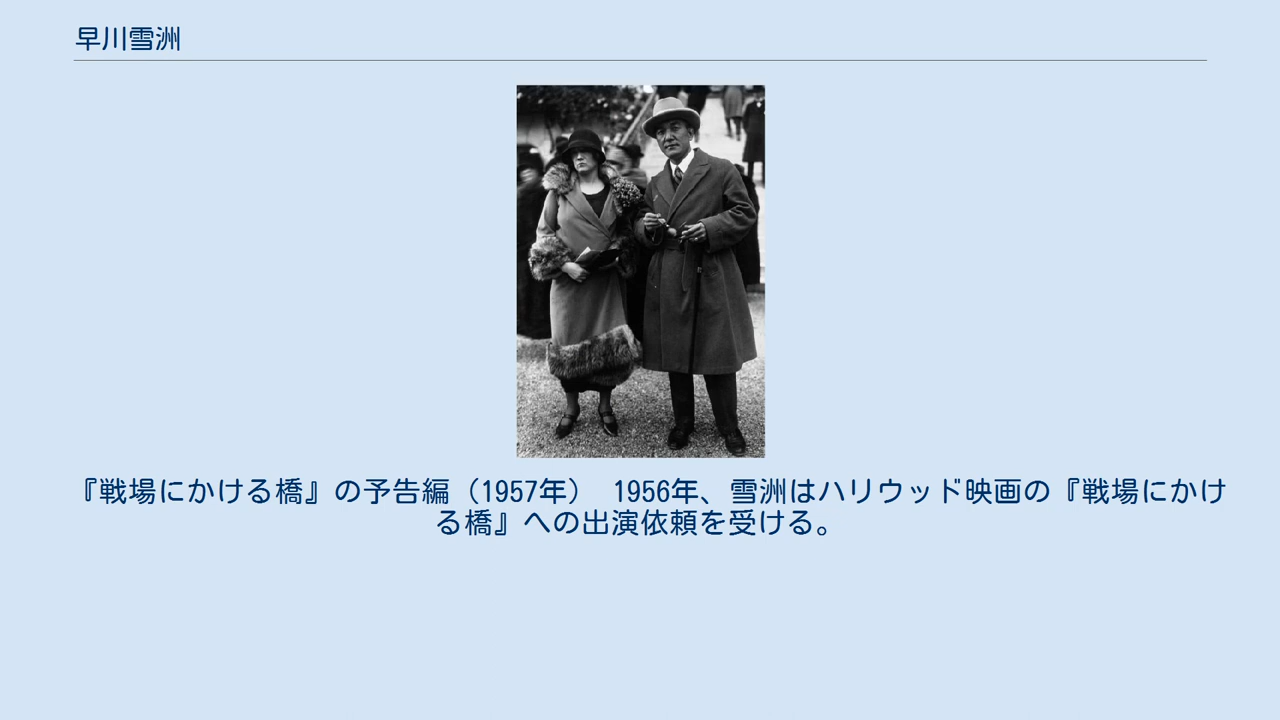 早川雪洲
『戦場にかける橋』の予告編（1957年）　1956年、雪洲はハリウッド映画の『戦場にかけ
る橋』への出演依頼を受ける。